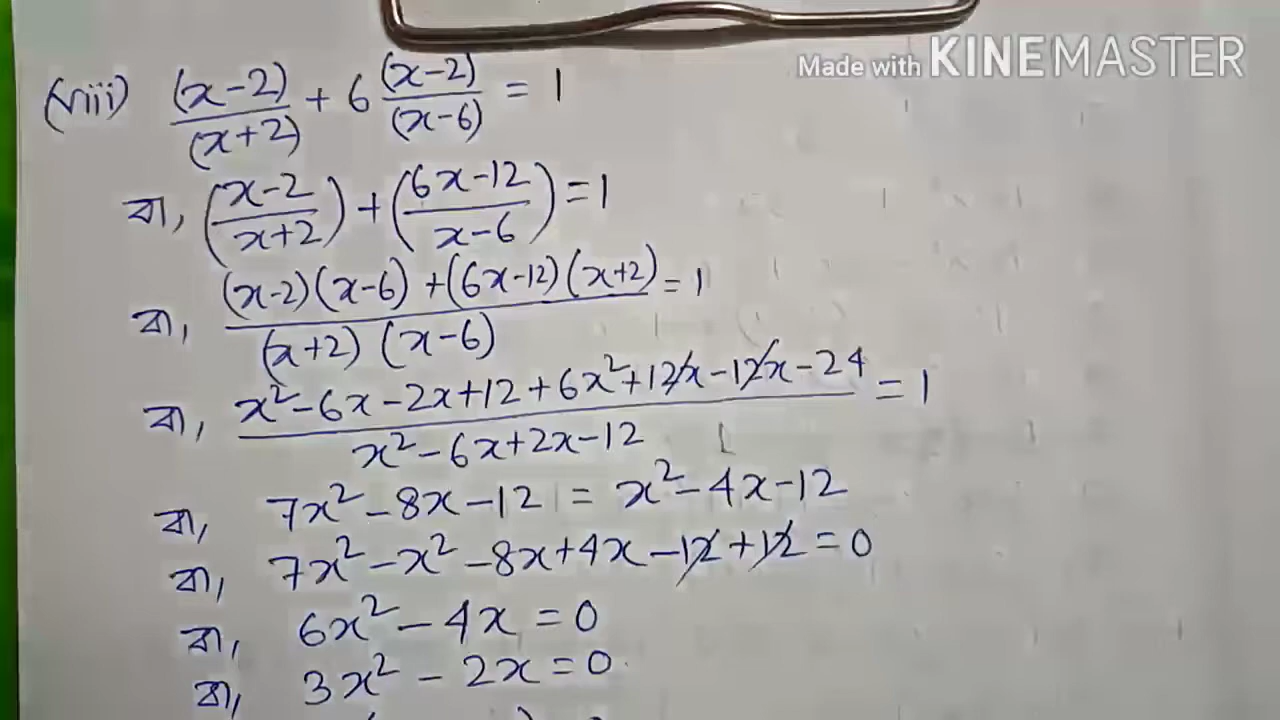 Made with KINEMASTER
(viii) (x-2)/(x+2) + 6 (x-2)/(x-6) = 1
বা, (x-2/x+2) + (6x-12/x-6) = 1
বা, (x-2)(x-6) + (6x-12)(x+2)/(x+2)(x-6) = 1
বা, x²-6x-2x+12+6x²+12x-12x-24/x²-6x+2x-12 = 1
বা, 7x²-8x-12 = x²-4x-12
বা, 7x²-x²-8x+4x-12+12=0
বা, 6x²-4x=0
বা, 3x²-2x=0